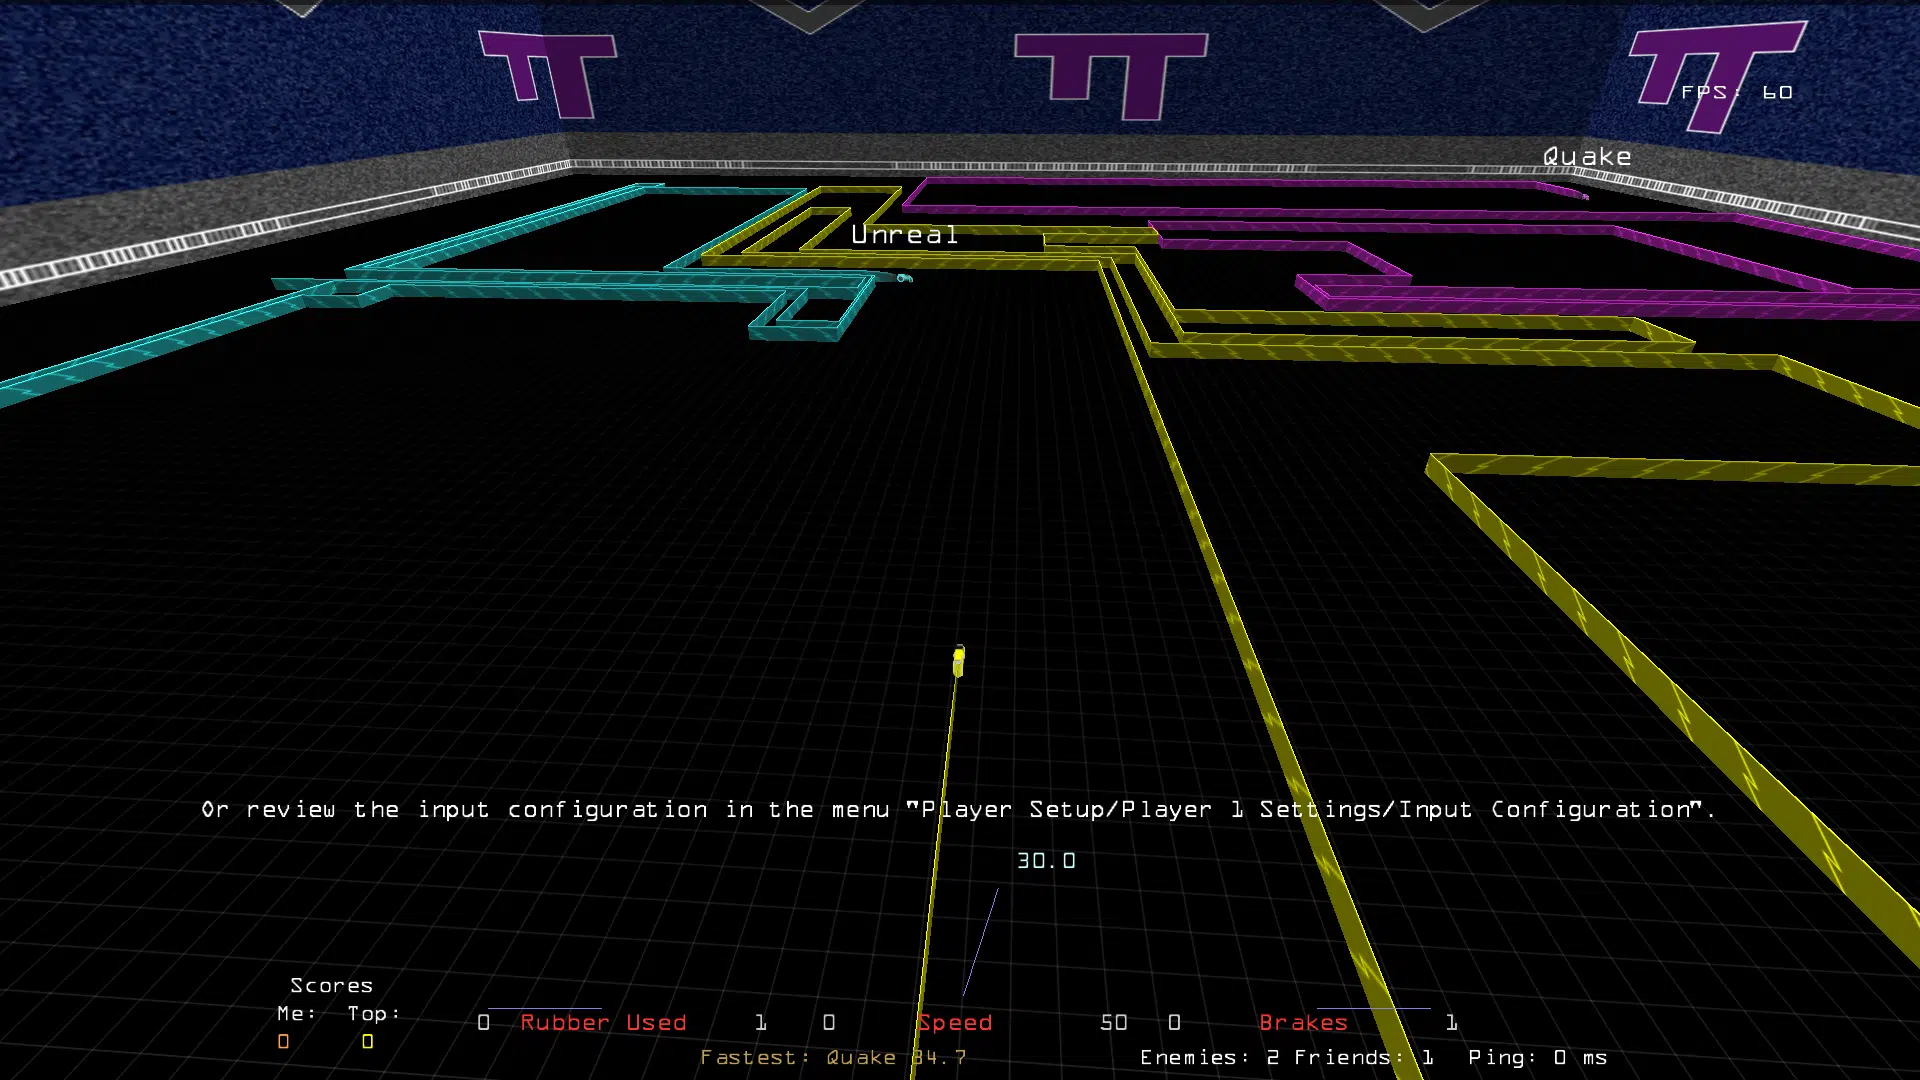 FPS: 60
Quake
Unreal
Or review the input configuration in the menu "Player Setup/Player 1 Settings/Input Configuration".
30.0
Scores
Me: Top:
0 0
0 Rubber Used 1 0 Speed 50 0 Brakes 1
Fastest: Quake 34.7 Enemies: 2 Friends: 1 Ping: 0 ms